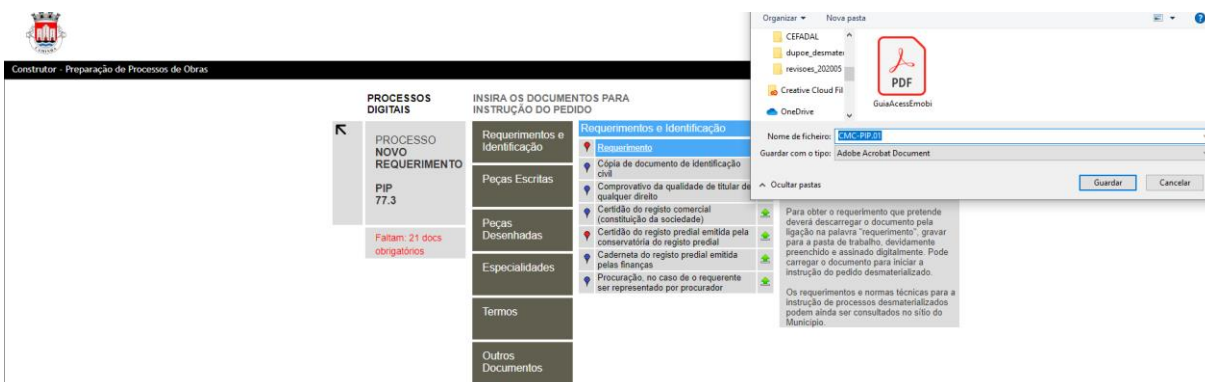 Construtor - Preparação de Processos de Obras
PROCESSOS
DIGITAIS
PROCESSO
NOVO
REQUERIMENTO
PIP
77.3
Faltam: 21 docs
obrigatórios
INSIRA OS DOCUMENTOS PARA
INSTRUÇÃO DO PEDIDO
Requerimentos e
Identificação
Peças Escritas
Peças
Desenhadas
Especialidades
Termos
Outros
Documentos
Requerimentos e Identificação
Requerimento
Cópia de documento de identificação
civil
Comprovativo da qualidade de titular de
qualquer direito
Certidão do registo comercial
(constituição da sociedade)
Certidão do registo predial emitida pela
conservatória do registo predial
Caderneta do registo predial emitida
pelas finanças
Procuração, no caso de o requerente
ser representado por procurador
Organizar
Nova pasta
CEFADAL
dupoe_desmate
revisoes_202005
Creative Cloud Fil
OneDrive
PDF
GuiaAcessEmobi
Nome de ficheiro: CMC-PIP.01
Guardar com o tipo: Adobe Acrobat Document
Ocultar pastas
Guardar
Cancelar
Para obter o requerimento que pretende
deverá descarregar o documento pela
ligação na palavra "requerimento", gravar
para a pasta de trabalho, devidamente
preenchido e assinado digitalmente. Pode
carregar o documento para iniciar a
instrução do pedido desmaterializado.
Os requerimentos e normas técnicas para a
instrução de processos desmaterializados
podem ainda ser consultados no sítio do
Município.